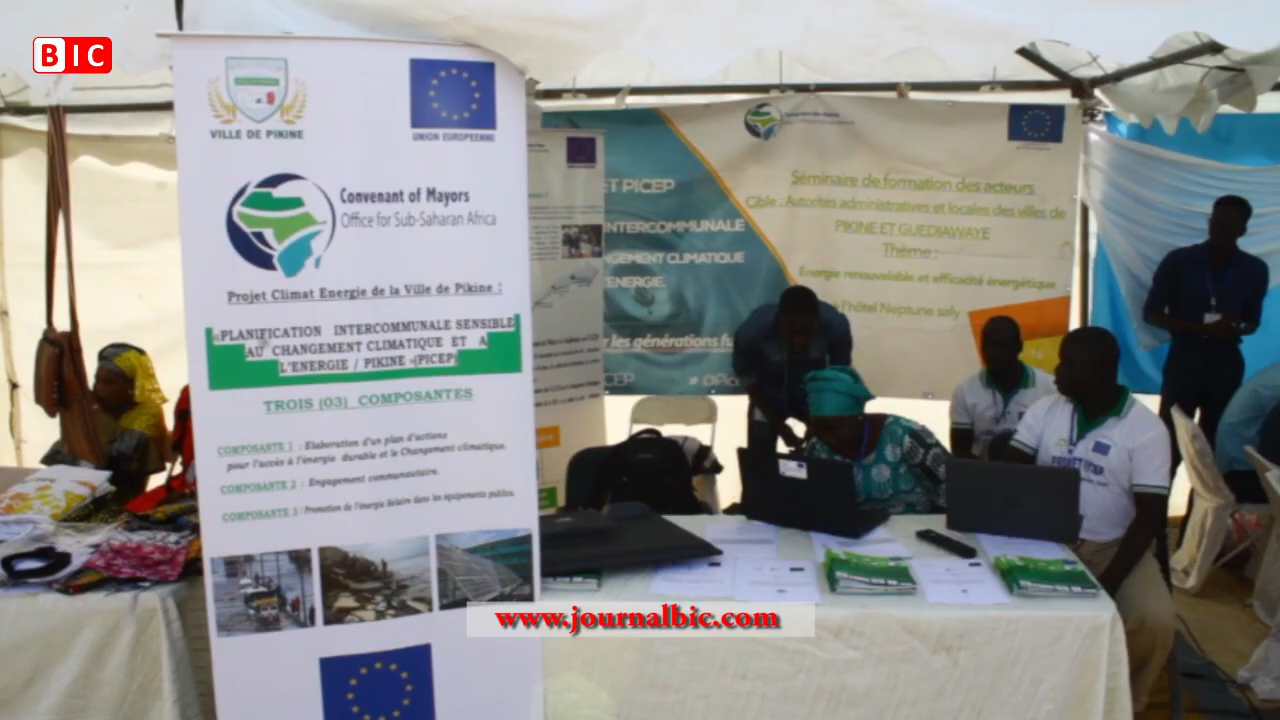 BIC
VILLE DE PIKINE
UNION EUROPEENNE
Convenant of Mayors
Office for Sub-Saharan Africa
Projet Climat Energie de la Ville de Pikine :
«PLANIFICATION INTERCOMMUNALE SENSIBLE
AU CHANGEMENT CLIMATIQUE ET A
L'ENERGIE / PIKINE -(PICEP)
TROIS (03) COMPOSANTES
COMPOSANTE 1 : Elaboration d'un plan d'actions
pour l'accès à l'énergie durable et le Changement climatique.
COMPOSANTE 2 : Engagement communautaire.
COMPOSANTE 3 : Promotion de l'énergie Solaire dans les équipements publics.
ET PICEP
INTERCOMMUNALE
GEMENT CLIMATIQUE
ENERGIE.
r les générations fu
CEP
Séminaire de formation des acteurs
Cible : Autorités administratives et locales des villes de
PIKINE ET GUEDIAWAYE
Thème :
Energie renouvelable et efficacité énergétique
l'hôtel Neptune saly
www.journalbic.com